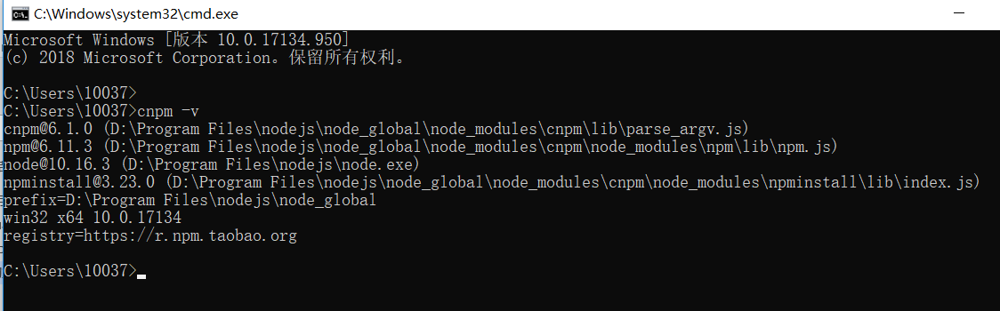 C:\Windows\system32\cmd.exe
Microsoft Windows [版本 10.0.17134.950]
(c) 2018 Microsoft Corporation。保留所有权利。
C:\Users\10037>
C:\Users\10037>cnpm -v
cnpm@6.1.0 (D:\Program Files\nodejs\node_global\node_modules\cnpm\lib\parse_argv.js)
npm@6.11.3 (D:\Program Files\nodejs\node_global\node_modules\cnpm\node_modules\npm\lib\npm.js)
node@10.16.3 (D:\Program Files\nodejs\node.exe)
npminstall@3.23.0 (D:\Program Files\nodejs\node_global\node_modules\cnpm\node_modules\npminstall\lib\index.js)
prefix=D:\Program Files\nodejs\node_global
win32 x64 10.0.17134
registry=https://r.npm.taobao.org
C:\Users\10037>